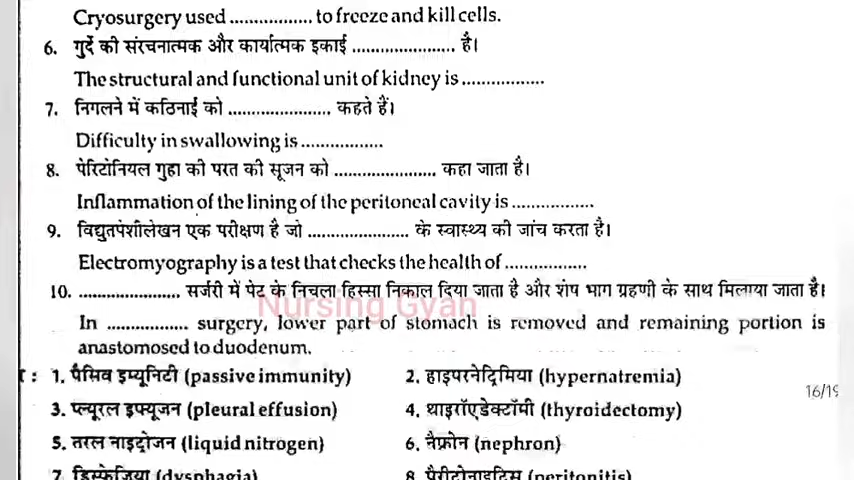 Cryosurgery used ................. to freeze and kill cells.
6. गुर्दे की संरचनात्मक और कार्यात्मक इकाई ..................... है।
The structural and functional unit of kidney is .................
7. निगलने में कठिनाई को ..................... कहते हैं।
Difficulty in swallowing is .................
8. पेरिटोनियल गुहा की परत की सूजन को ..................... कहा जाता है।
Inflammation of the lining of the peritoneal cavity is .................
9. विद्युतपेशीलेखन एक परीक्षण है जो ..................... के स्वास्थ्य की जांच करता है।
Electromyography is a test that checks the health of .................
10. ..................... सर्जरी में पेट के निचला हिस्सा निकाल दिया जाता है और शेष भाग ग्रहणी के साथ मिलाया जाता है।
Nursing Gyan
In ................. surgery, lower part of stomach is removed and remaining portion is
anastomosed to duodenum.
: 1. पैसिव इम्यूनिटी (passive immunity) 2. हाइपरनेट्रिमिया (hypernatremia)
16/19
3. प्ल्यूरल इफ्यूजन (pleural effusion) 4. थाइरॉएडेक्टॉमी (thyroidectomy)
5. तरल नाइट्रोजन (liquid nitrogen) 6. नैफ्रोन (nephron)
7. डिस्फेजिया (dysphagia) 8. पैरीटोनाइटिस (peritonitis)